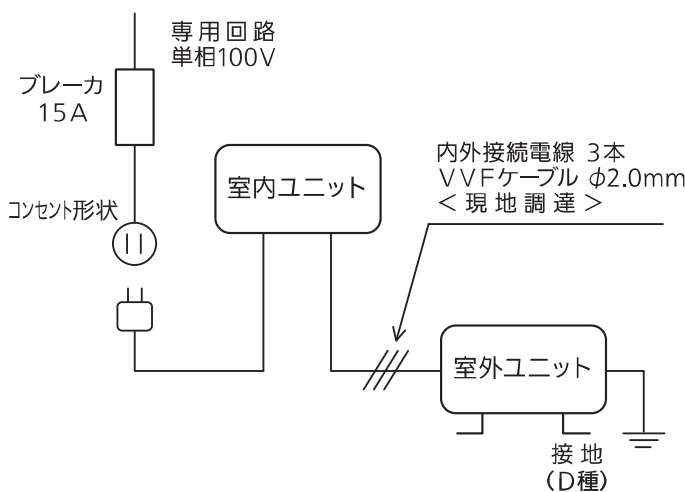 専用回路
単相100V
ブレーカ
15A
コンセント形状
室内ユニット
内外接続電線 3本
VVFケーブル φ2.0mm
<現地調達>
室外ユニット
接地
(D種)